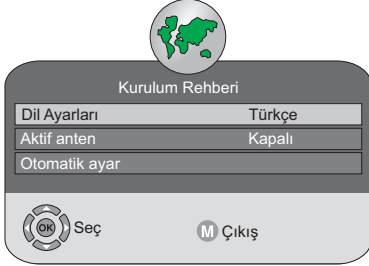 Kurulum Rehberi
Dil Ayarları Türkçe
Aktif anten Kapalı
Otomatik ayar
OK Seç M Çıkış